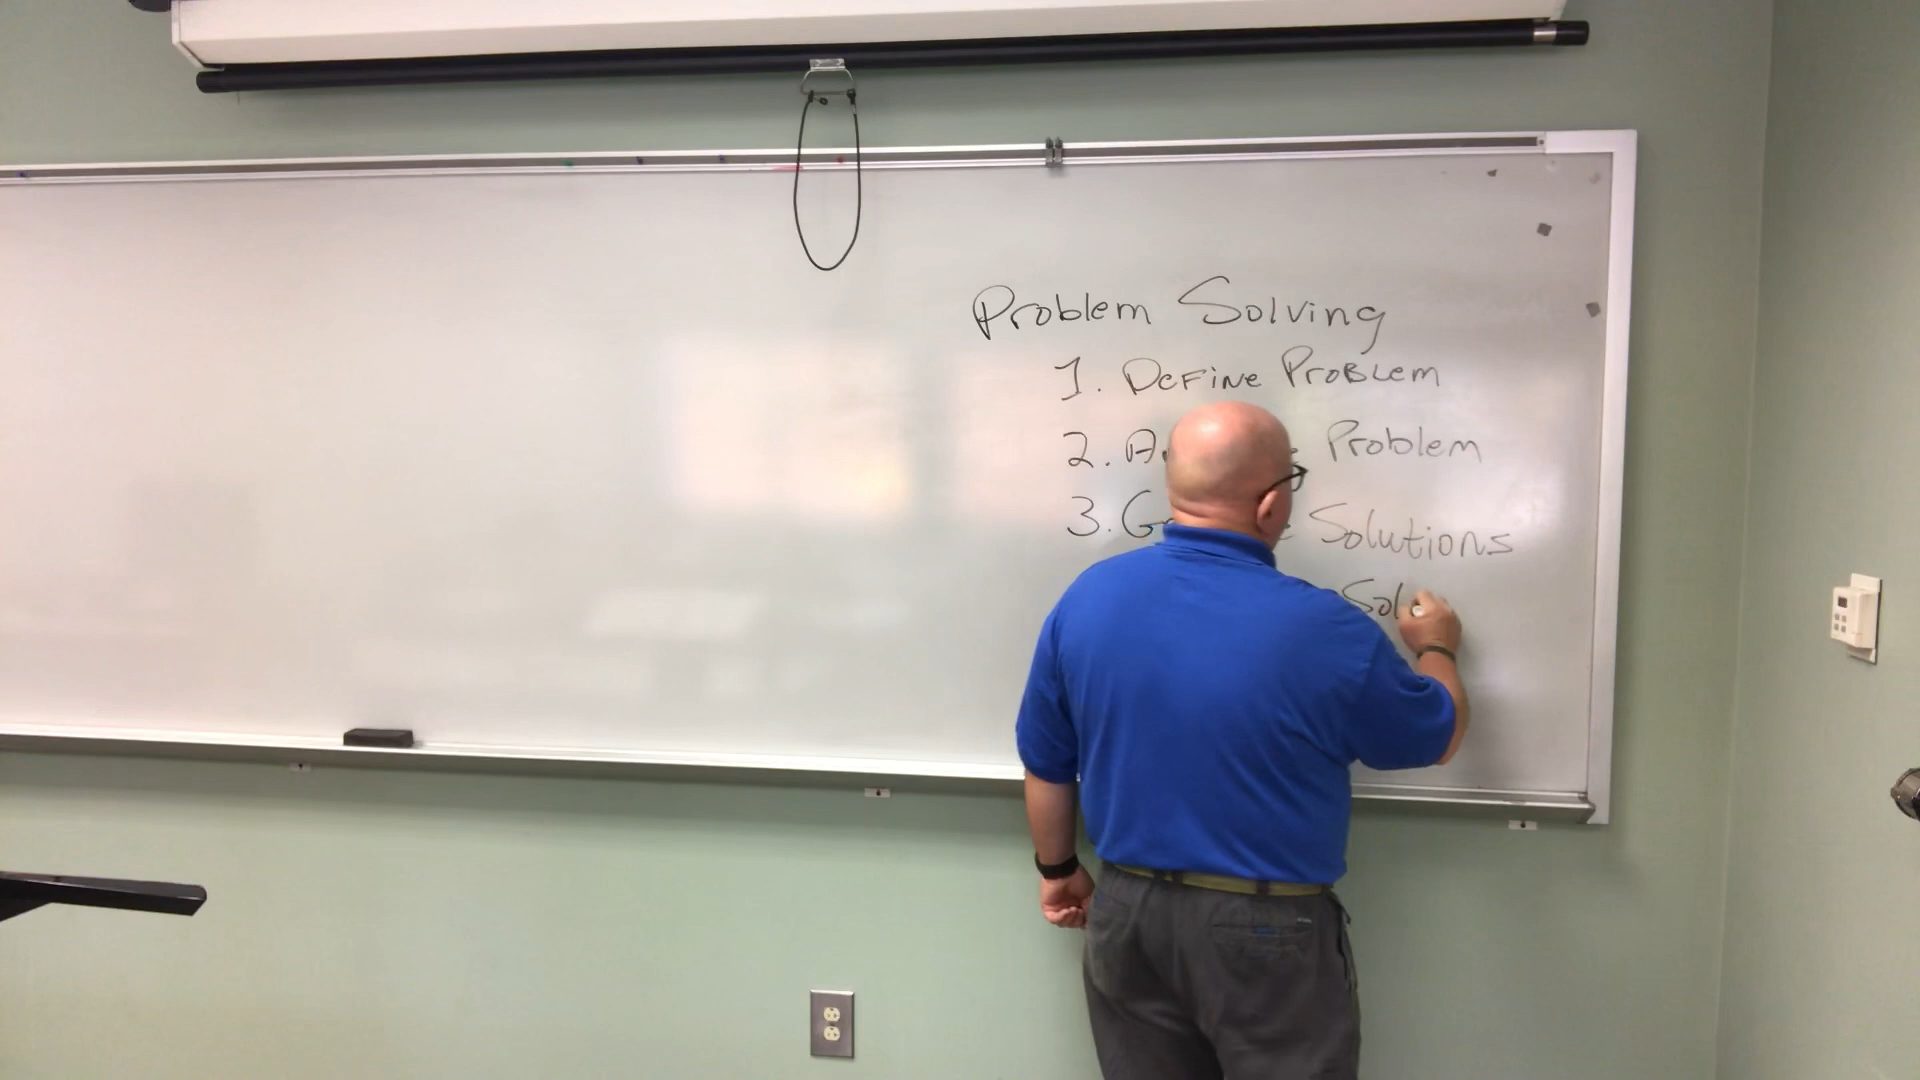 Problem Solving
1. Define Problem
2. Problem
3. Solutions
Sol